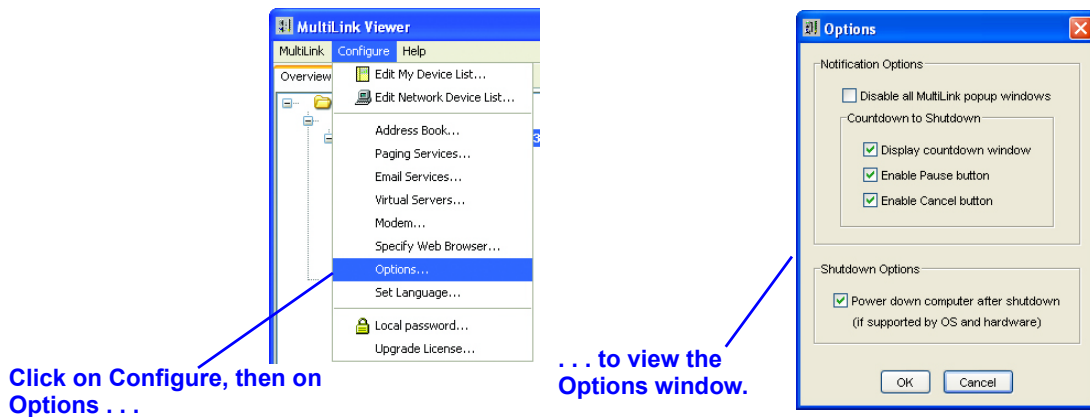 MultiLink Viewer
MultiLink Configure Help
Overview
Edit My Device List...
Edit Network Device List...
3
Address Book...
Paging Services...
Email Services...
Virtual Servers...
Modem...
Specify Web Browser...
Options...
Set Language...
Local password...
Upgrade License...
Click on Configure, then on
Options . . .
. . . to view the
Options window.
Options
Notification Options
Disable all MultiLink popup windows
Countdown to Shutdown
Display countdown window
Enable Pause button
Enable Cancel button
Shutdown Options
Power down computer after shutdown
(if supported by OS and hardware)
OK Cancel